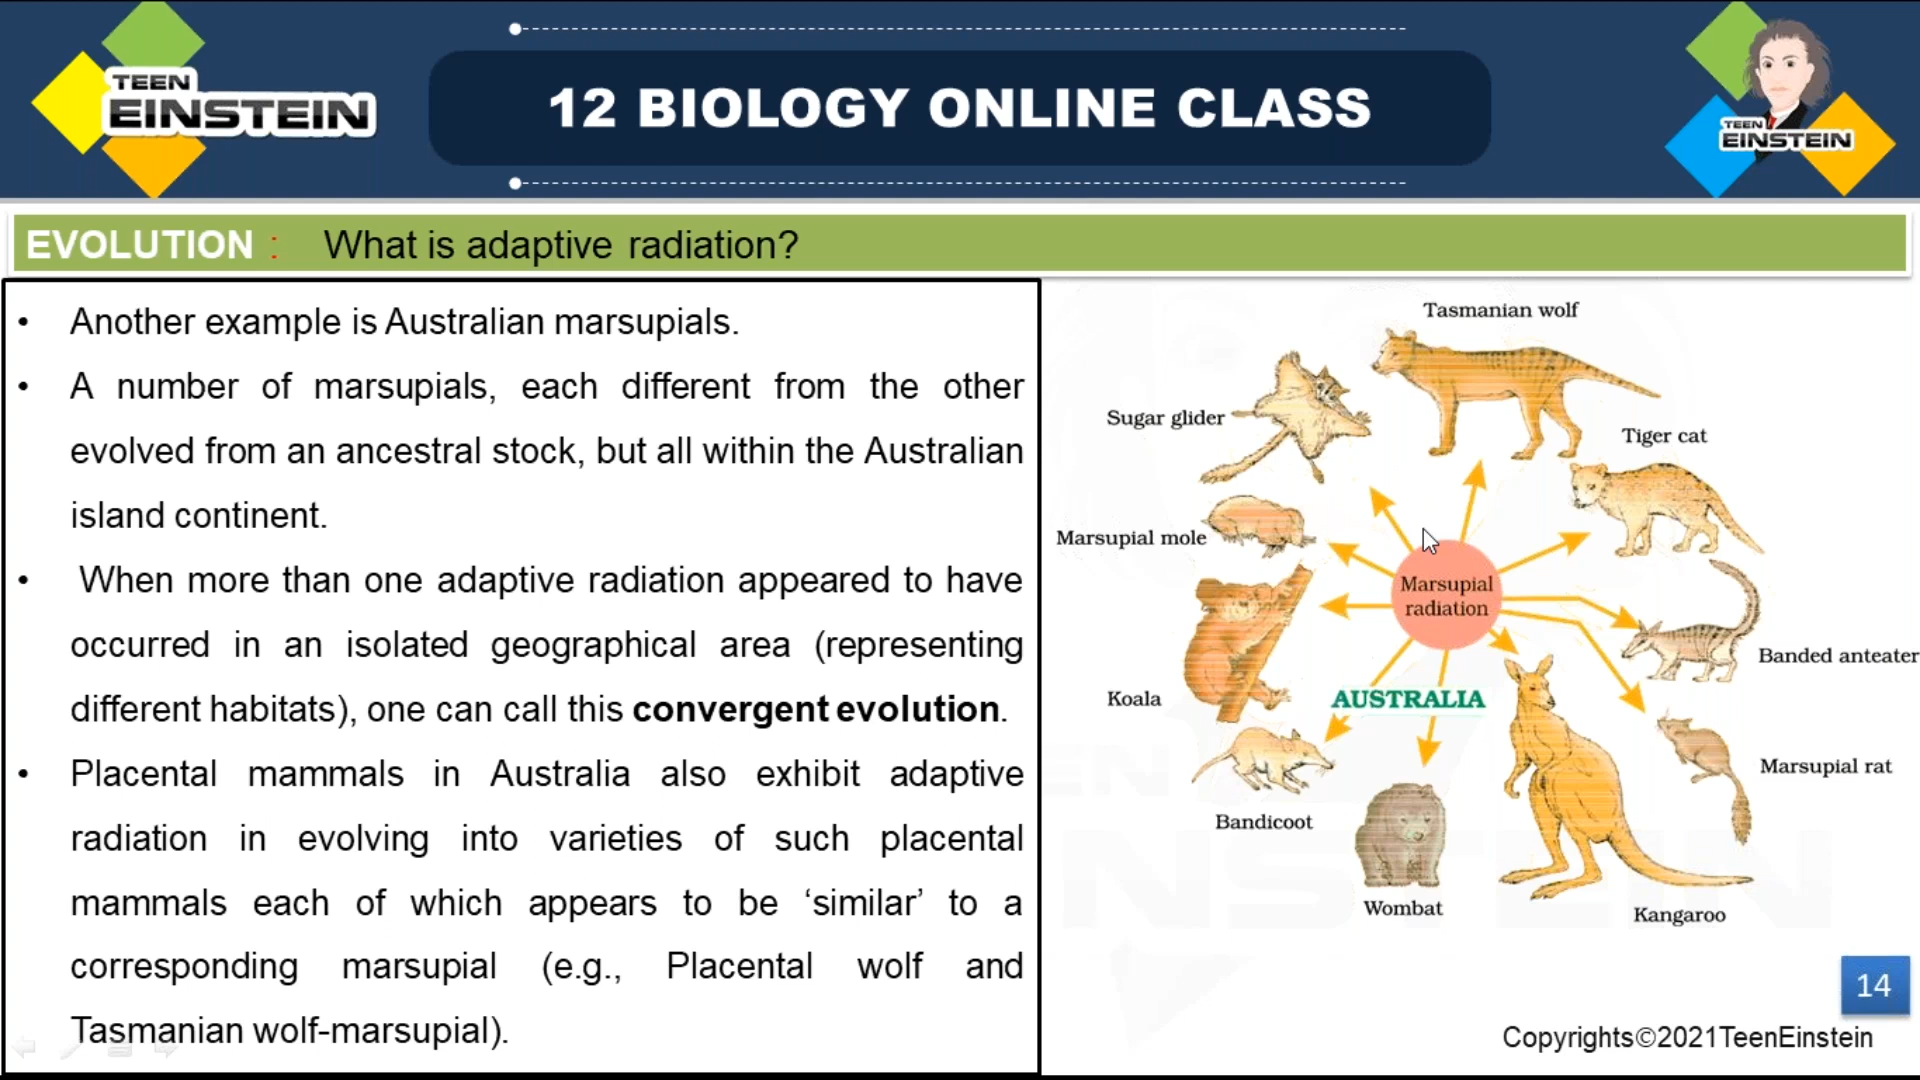 TEEN
EINSTEIN
12 BIOLOGY ONLINE CLASS
TEEN
EINSTEIN
EVOLUTION : What is adaptive radiation?
• Another example is Australian marsupials.
• A number of marsupials, each different from the other
evolved from an ancestral stock, but all within the Australian
island continent.
• When more than one adaptive radiation appeared to have
occurred in an isolated geographical area (representing
different habitats), one can call this convergent evolution.
• Placental mammals in Australia also exhibit adaptive
radiation in evolving into varieties of such placental
mammals each of which appears to be ‘similar’ to a
corresponding marsupial (e.g., Placental wolf and
Tasmanian wolf-marsupial).
Tasmanian wolf
Sugar glider
Tiger cat
Marsupial mole
Marsupial
radiation
Banded anteater
Koala
AUSTRALIA
Marsupial rat
Bandicoot
Wombat
Kangaroo
14
Copyrights©2021TeenEinstein